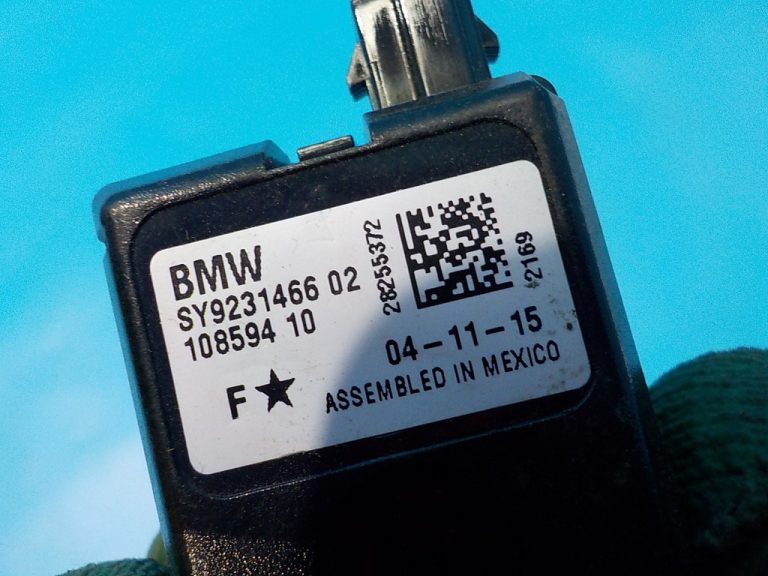 BMW
SY9231466 02
108594 10
28255372
2169
04-11-15
F★
ASSEMBLED IN MEXICO